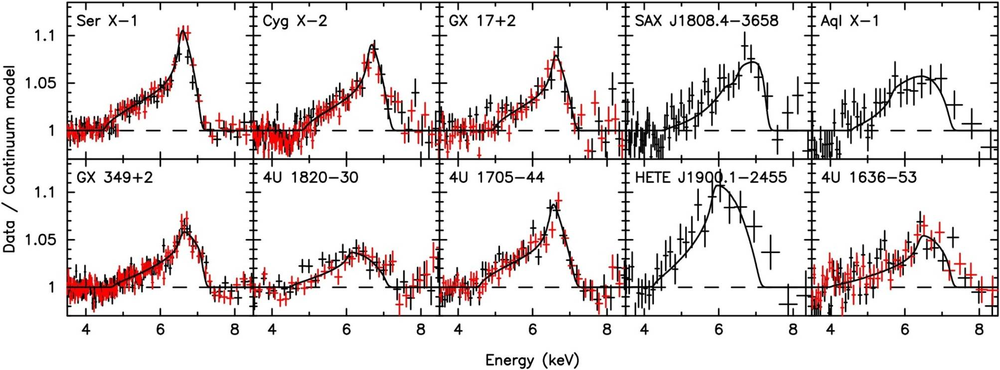 Ser X-1
Cyg X-2
GX 17+2
SAX J1808.4-3658
Aql X-1
1.1
1.05
1
GX 349+2
4U 1820-30
4U 1705-44
HETE J1900.1-2455
4U 1636-53
1.1
1.05
1
Data / Continuum model
4 6 8 4 6 8 4 6 8 4 6 8 4 6 8
Energy (keV)